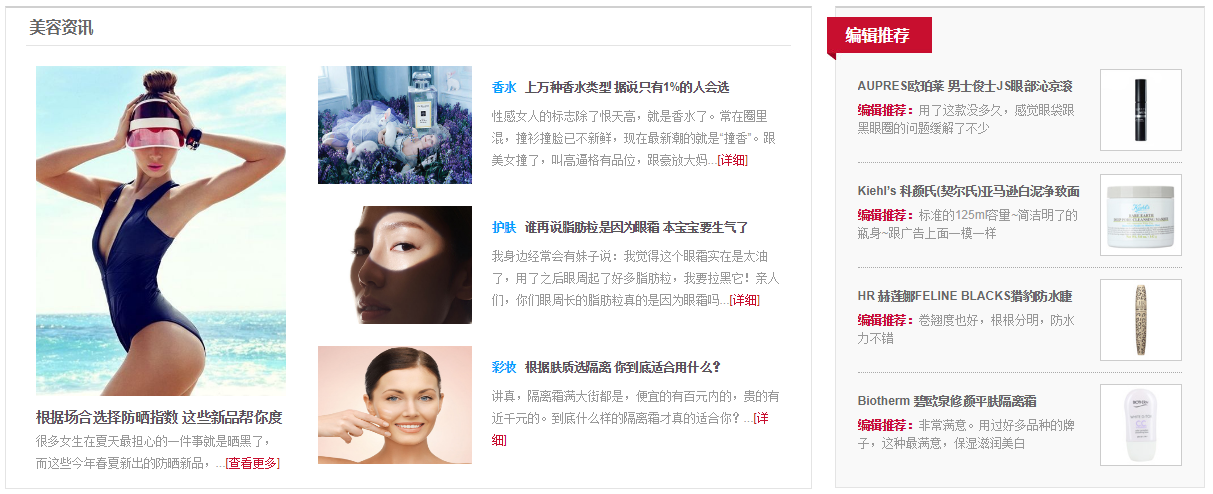 美容资讯
根据场合选择防晒指数 这些新品帮你度
很多女生在夏天最担心的一件事就是晒黑了，
而这些今年春夏新出的防晒新品，...[查看更多]
香水 上万种香水类型 据说只有1%的人会选
性感女人的标志除了恨天高，就是香水了。常在圈里
混，撞衫撞脸已不新鲜，现在最新潮的就是“撞香”。跟
美女撞了，叫高逼格有品位，跟豪放大妈...[详细]
护肤 谁再说脂肪粒是因为眼霜 本宝宝要生气了
我身边经常会有妹子说：我觉得这个眼霜实在是太油
了，用了之后眼周起了好多脂肪粒，我要拉黑它！亲人
们，你们眼周长的脂肪粒真的是因为眼霜吗...[详细]
彩妆 根据肤质选隔离 你到底适合用什么？
讲真，隔离霜满大街都是，便宜的有百元内的，贵的有
近千元的。到底什么样的隔离霜才真的适合你？...[详
细]
编辑推荐
AUPRES欧珀莱 男士俊士JS眼部沁凉滚
编辑推荐：用了这款没多久，感觉眼袋跟
黑眼圈的问题缓解了不少
Kiehl's 科颜氏(契尔氏)亚马逊白泥净致面
编辑推荐：标准的125ml容量~简洁明了的
瓶身~跟广告上面一模一样
HR 赫莲娜FELINE BLACKS猎豹防水睫
编辑推荐：卷翘度也好，根根分明，防水
力不错
Biotherm 碧欧泉修颜平肤隔离霜
编辑推荐：非常满意。用过好多品种的牌
子，这种最满意，保湿滋润美白